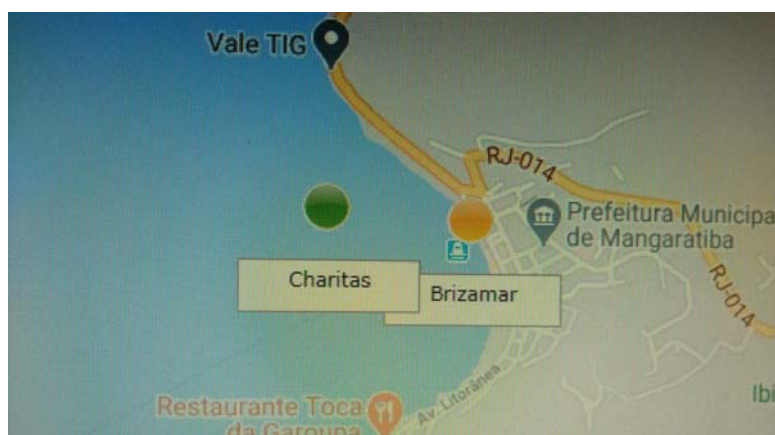 Vale TIG
RJ-014
Prefeitura Municipa
de Mangaratiba
Charitas
Brizamar
RJ-014
Av. Litorânea
Ibi
Restaurante Toca
da Garoupa